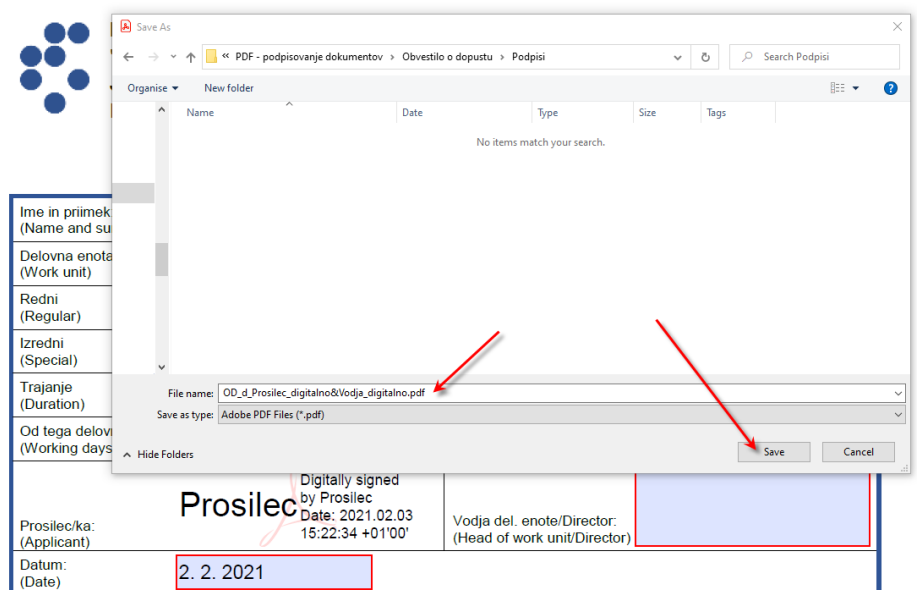 Save As
« PDF - podpisovanje dokumentov › Obvestilo o dopustu › Podpisi
Search Podpisi
Organise
New folder
Name
Date
Type
Size
Tags
No items match your search.
File name:
OD_d_Prosilec_digitalno&Vodja_digitalno.pdf
Save as type:
Adobe PDF Files (*.pdf)
Hide Folders
Save
Cancel
Ime in priimek
(Name and su
Delovna enota
(Work unit)
Redni
(Regular)
Izredni
(Special)
Trajanje
(Duration)
Od tega delov
(Working days
Prosilec/ka:
(Applicant)
Prosilec
Digitally signed
by Prosilec
Date: 2021.02.03
15:22:34 +01'00'
Vodja del. enote/Director:
(Head of work unit/Director)
Datum:
(Date)
2. 2. 2021